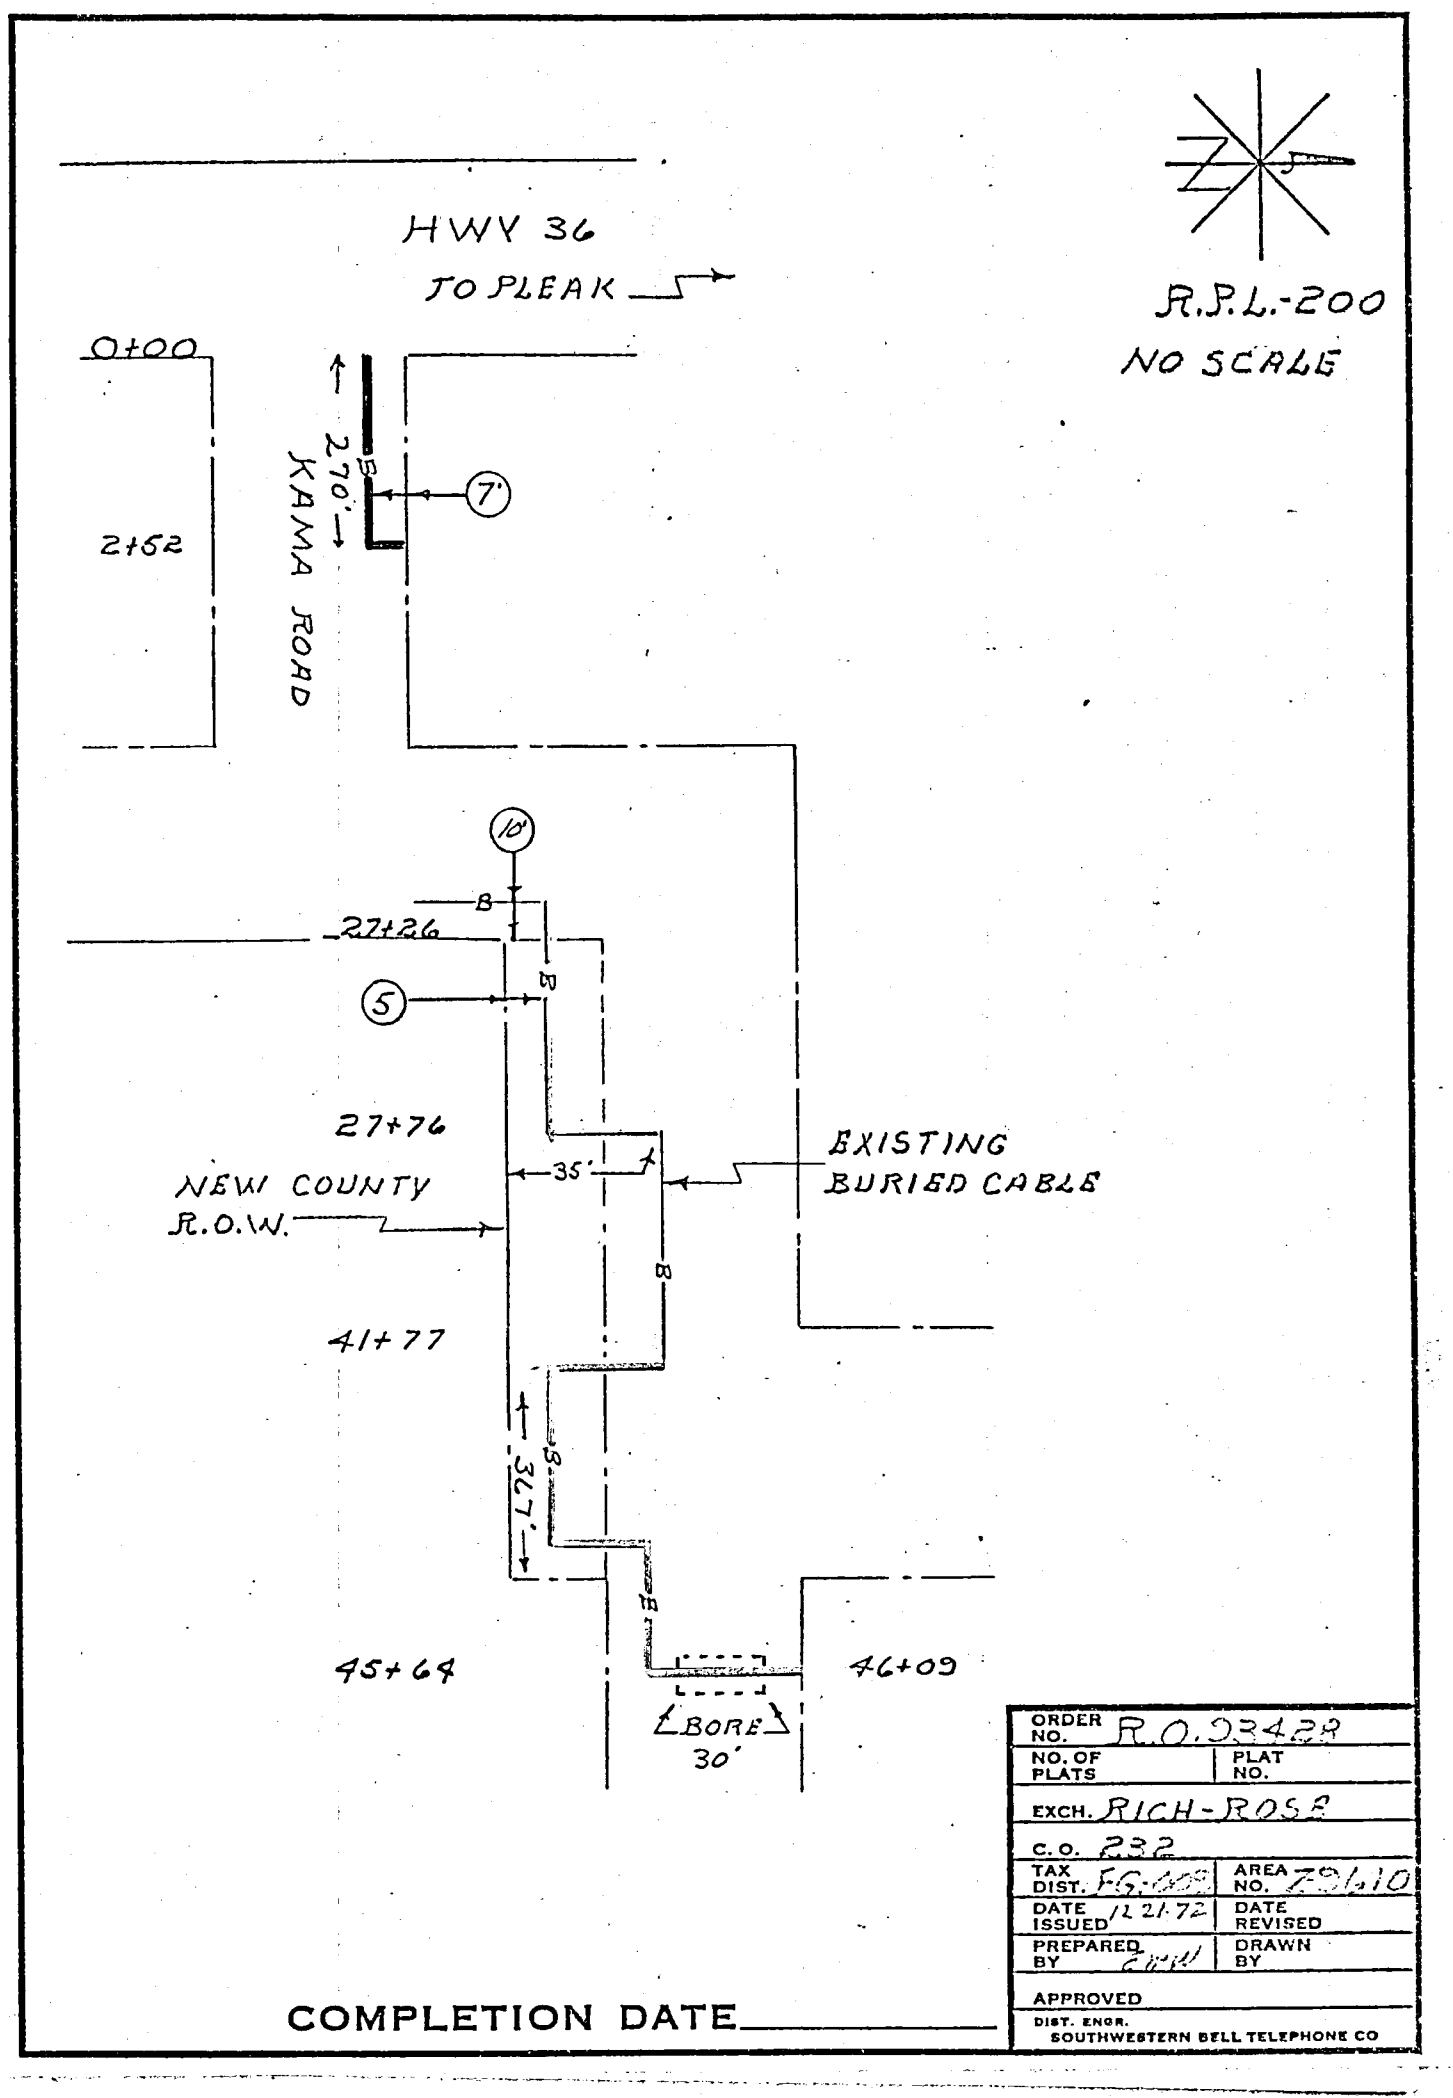 N
HWY 36
TO PLEAK
R.P.L.-200
NO SCALE
0+00
270'
B
7'
KAMA ROAD
2+52
10'
B
27+26
B
5
27+76
35'
EXISTING
BURIED CABLE
NEW COUNTY
R.O.W.
B
41+77
B
367'
B
45+64
46+09
BORE
30'
ORDER NO. R.O.
NO. OF PLATS
PLAT NO.
EXCH. RICH-ROSE
C.O. 232
TAX DIST.
AREA NO.
DATE ISSUED 12 21-72
DATE REVISED
PREPARED BY
DRAWN BY
APPROVED
DIST. ENGR.
SOUTHWESTERN BELL TELEPHONE CO
COMPLETION DATE